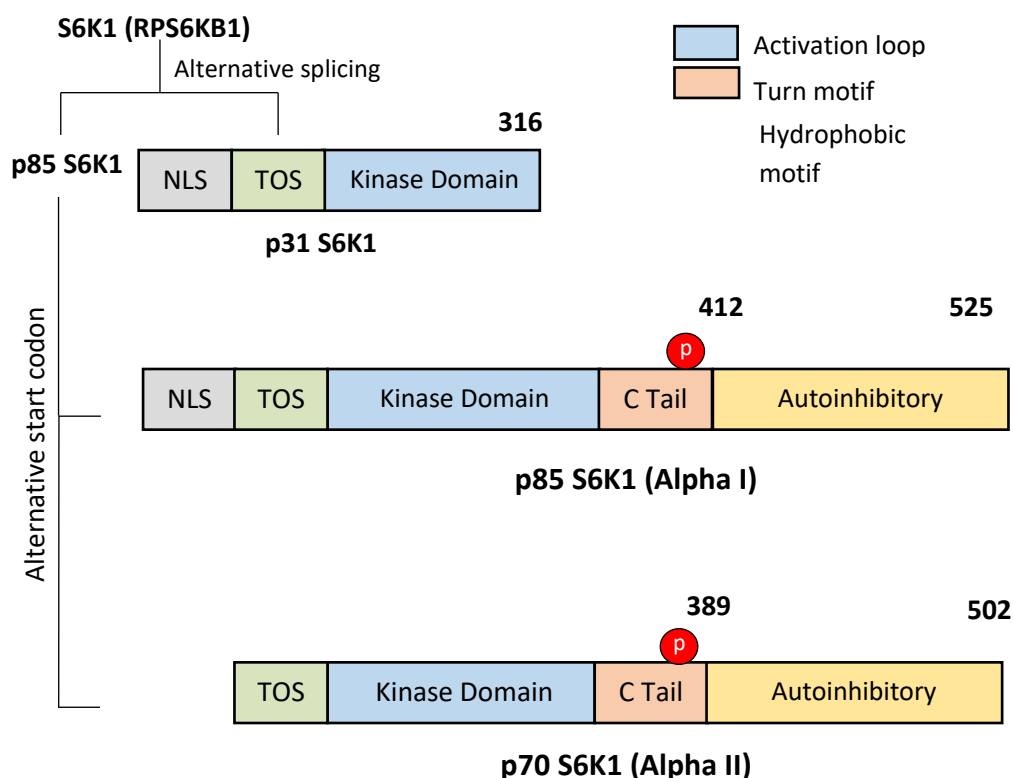 S6K1 (RPS6KB1)
Alternative splicing
Activation loop
Turn motif
Hydrophobic
motif
316
p85 S6K1
NLS TOS Kinase Domain
p31 S6K1
Alternative start codon
412 525
p
NLS TOS Kinase Domain C Tail Autoinhibitory
p85 S6K1 (Alpha I)
389 502
p
TOS Kinase Domain C Tail Autoinhibitory
p70 S6K1 (Alpha II)